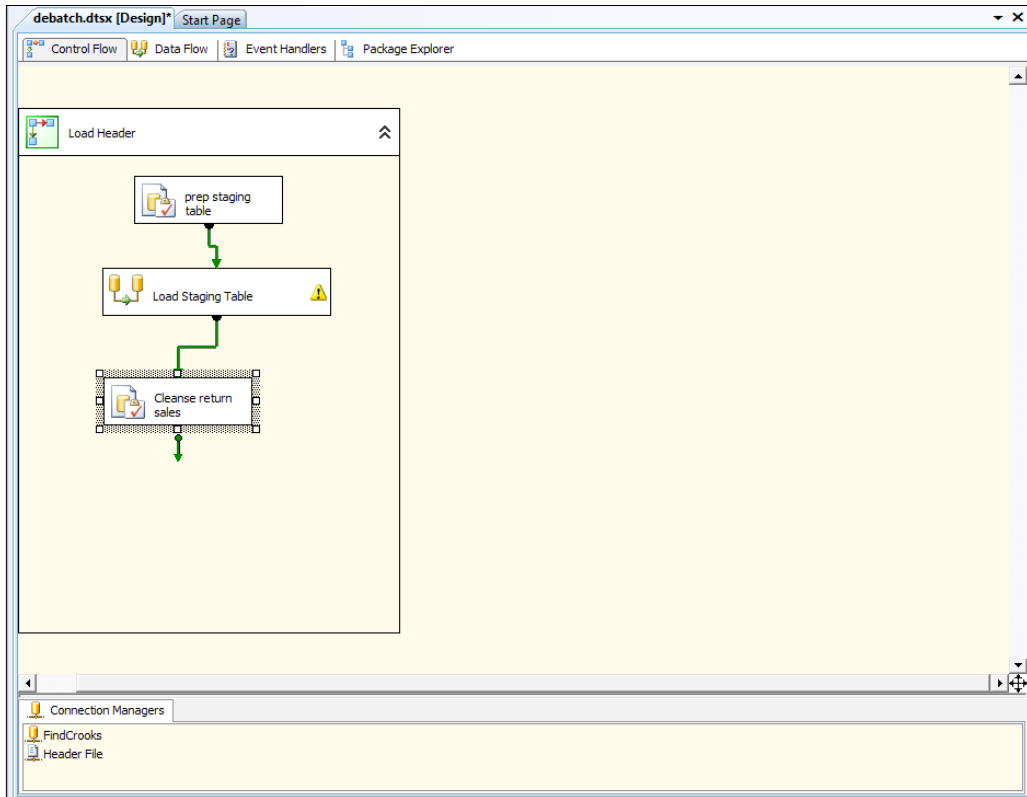 debatch.dtsx [Design]* Start Page
Control Flow Data Flow Event Handlers Package Explorer
Load Header
prep staging
table
Load Staging Table
Cleanse return
sales
Connection Managers
FindCrooks
Header File